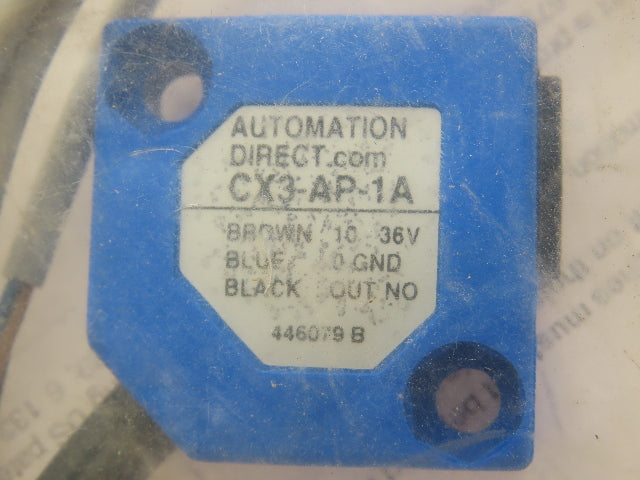 AUTOMATION
DIRECT.com
CX3-AP-1A
BROWN 10 36V
BLUE 0 GND
BLACK OUT NO
446079 B